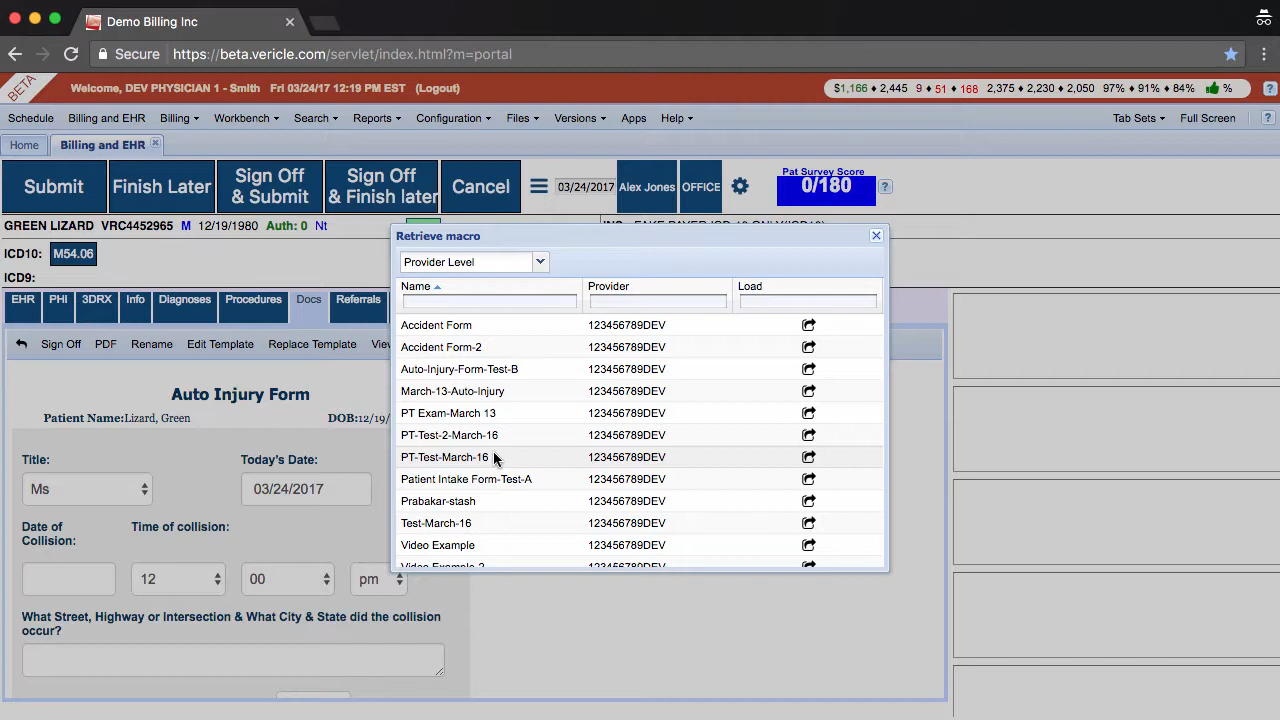 Demo Billing Inc
Secure https://beta.vericle.com/servlet/index.html?m=portal
BETA
Welcome, DEV PHYSICIAN 1 - Smith Fri 03/24/17 12:19 PM EST (Logout)
$1,166 ♦ 2,445 9 ♦ 51 ♦ 168 2,375 ♦ 2,230 ♦ 2,050 97% ♦ 91% ♦ 84% % ?
Schedule Billing and EHR Billing Workbench Search Reports Configuration Files Versions Apps Help Tab Sets Full Screen ?
Home Billing and EHR
Submit Finish Later Sign Off & Submit Sign Off & Finish later Cancel 03/24/2017 Alex Jones OFFICE
Pat Survey Score
0/180 ?
GREEN LIZARD VRC4452965 M 12/19/1980 Auth: 0 Nt
ICD10: M54.06
ICD9:
EHR PHI 3DRX Info Diagnoses Procedures Docs Referrals
Sign Off PDF Rename Edit Template Replace Template
Auto Injury Form
Patient Name:Lizard, Green DOB:12/19/
Title: Today's Date:
Ms 03/24/2017
Date of Collision: Time of collision:
12 00 pm
What Street, Highway or Intersection & What City & State did the collision
occur?
Retrieve macro
Provider Level
Name Provider Load
Accident Form 123456789DEV
Accident Form-2 123456789DEV
Auto-Injury-Form-Test-B 123456789DEV
March-13-Auto-Injury 123456789DEV
PT Exam-March 13 123456789DEV
PT-Test-2-March-16 123456789DEV
PT-Test-March-16 123456789DEV
Patient Intake Form-Test-A 123456789DEV
Prabakar-stash 123456789DEV
Test-March-16 123456789DEV
Video Example 123456789DEV